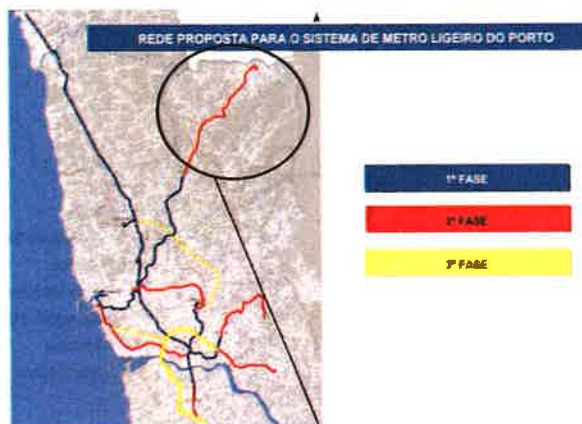 REDE PROPOSTA PARA O SISTEMA DE METRO LIGEIRO DO PORTO
1ª FASE
2ª FASE
3ª FASE